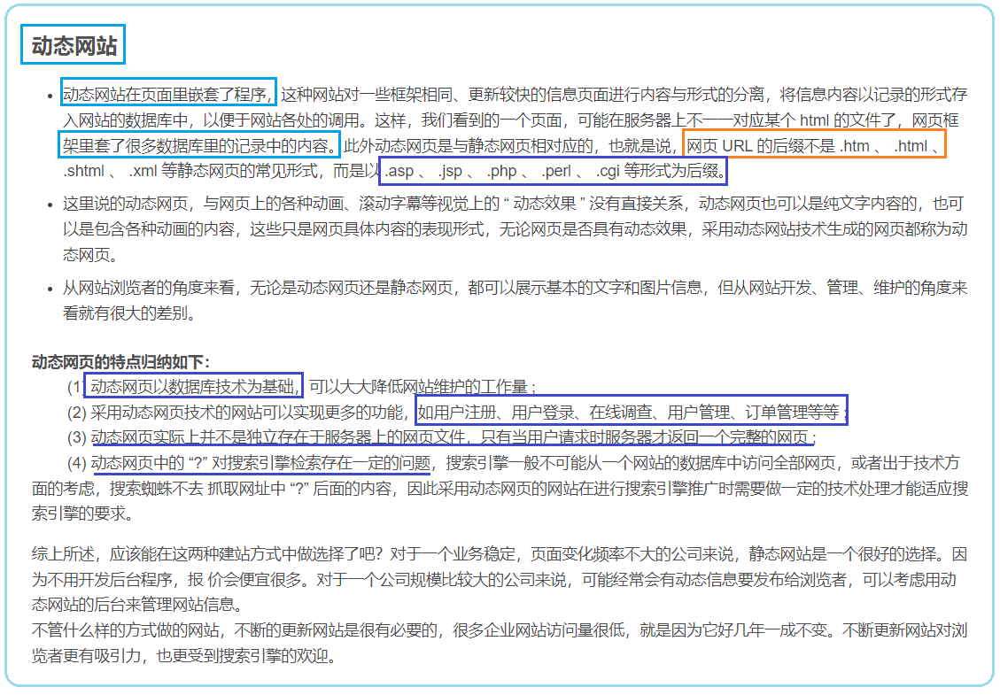 动态网站
• 动态网站在页面里嵌套了程序，这种网站对一些框架相同、更新较快的信息页面进行内容与形式的分离，将信息内容以记录的形式存
入网站的数据库中，以便于网站各处的调用。这样，我们看到的一个页面，可能在服务器上不一一对应某个 html 的文件了，网页框
架里套了很多数据库里的记录中的内容。此外动态网页是与静态网页相对应的，也就是说，网页 URL 的后缀不是 .htm 、 .html 、
.shtml 、 .xml 等静态网页的常见形式，而是以 .asp 、 .jsp 、 .php 、 .perl 、 .cgi 等形式为后缀。
• 这里说的动态网页，与网页上的各种动画、滚动字幕等视觉上的 “ 动态效果 ” 没有直接关系，动态网页也可以是纯文字内容的，也可
以是包含各种动画的内容，这些只是网页具体内容的表现形式，无论网页是否具有动态效果，采用动态网站技术生成的网页都称为动
态网页。
• 从网站浏览者的角度来看，无论是动态网页还是静态网页，都可以展示基本的文字和图片信息，但从网站开发、管理、维护的角度来
看就有很大的差别。
动态网页的特点归纳如下：
(1) 动态网页以数据库技术为基础，可以大大降低网站维护的工作量；
(2) 采用动态网页技术的网站可以实现更多的功能，如用户注册、用户登录、在线调查、用户管理、订单管理等等；
(3) 动态网页实际上并不是独立存在于服务器上的网页文件，只有当用户请求时服务器才返回一个完整的网页；
(4) 动态网页中的 “?” 对搜索引擎检索存在一定的问题，搜索引擎一般不可能从一个网站的数据库中访问全部网页，或者出于技术方
面的考虑，搜索蜘蛛不去 抓取网址中 “?” 后面的内容，因此采用动态网页的网站在进行搜索引擎推广时需要做一定的技术处理才能适应搜
索引擎的要求。
综上所述，应该能在这两种建站方式中做选择了吧？对于一个业务稳定，页面变化频率不大的公司来说，静态网站是一个很好的选择。因
为不用开发后台程序，报 价会便宜很多。对于一个公司规模比较大的公司来说，可能经常会有动态信息要发布给浏览者，可以考虑用动
态网站的后台来管理网站信息。
不管什么样的方式做的网站，不断的更新网站是很有必要的，很多企业网站访问量很低，就是因为它好几年一成不变。不断更新网站对浏
览者更有吸引力，也更受到搜索引擎的欢迎。